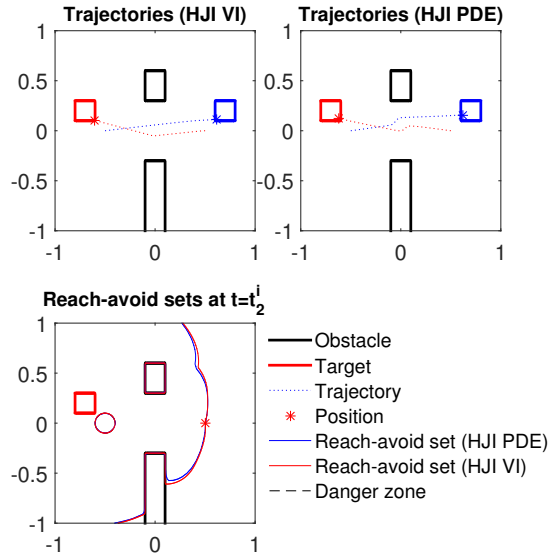 Trajectories (HJI VI)
1
0.5
0
-0.5
-1
-1 0 1
Trajectories (HJI PDE)
1
0.5
0
-0.5
-1
-1 0 1
Reach-avoid sets at t=t₂ⁱ
1
0.5
0
-0.5
-1
-1 0 1
Obstacle
Target
Trajectory
Position
Reach-avoid set (HJI PDE)
Reach-avoid set (HJI VI)
Danger zone